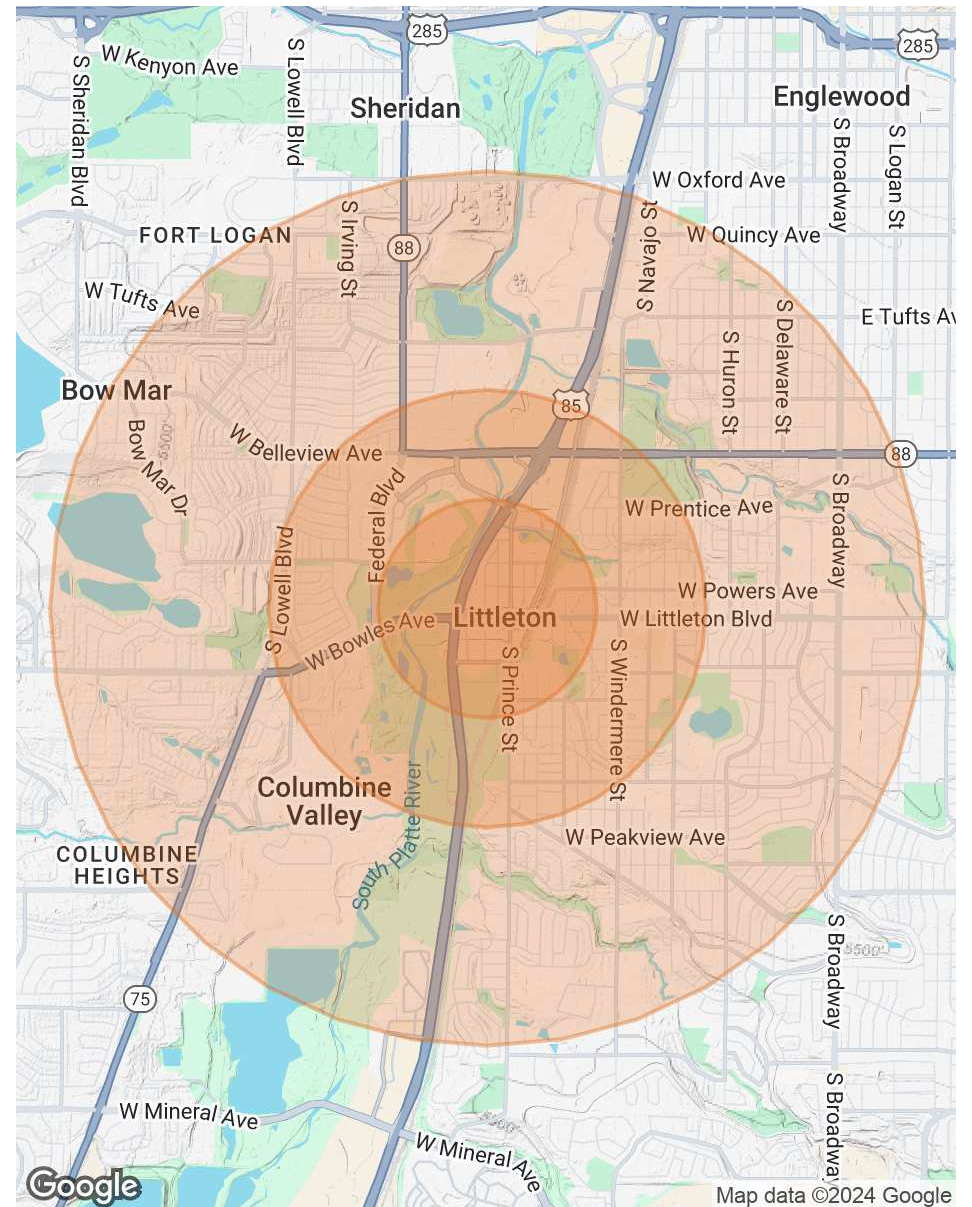 285
285
W Kenyon Ave
S Sheridan Blvd
S Lowell Blvd
Sheridan
Englewood
S Broadway
S Logan St
W Oxford Ave
S Irving St
FORT LOGAN
88
S Navajo St
W Quincy Ave
W Tufts Ave
E Tufts Av
S Huron St
S Delaware St
Bow Mar
85
Bow Mar Dr
5500'
W Belleview Ave
88
Federal Blvd
S Broadway
W Prentice Ave
S Lowell Blvd
W Powers Ave
W Bowles Ave
Littleton
W Littleton Blvd
S Prince St
S Windermere St
Columbine
Valley
South Platte River
W Peakview Ave
COLUMBINE
HEIGHTS
S Broadway
5500'
75
W Mineral Ave
S Broadway
W Mineral Ave
Google
Map data ©2024 Google